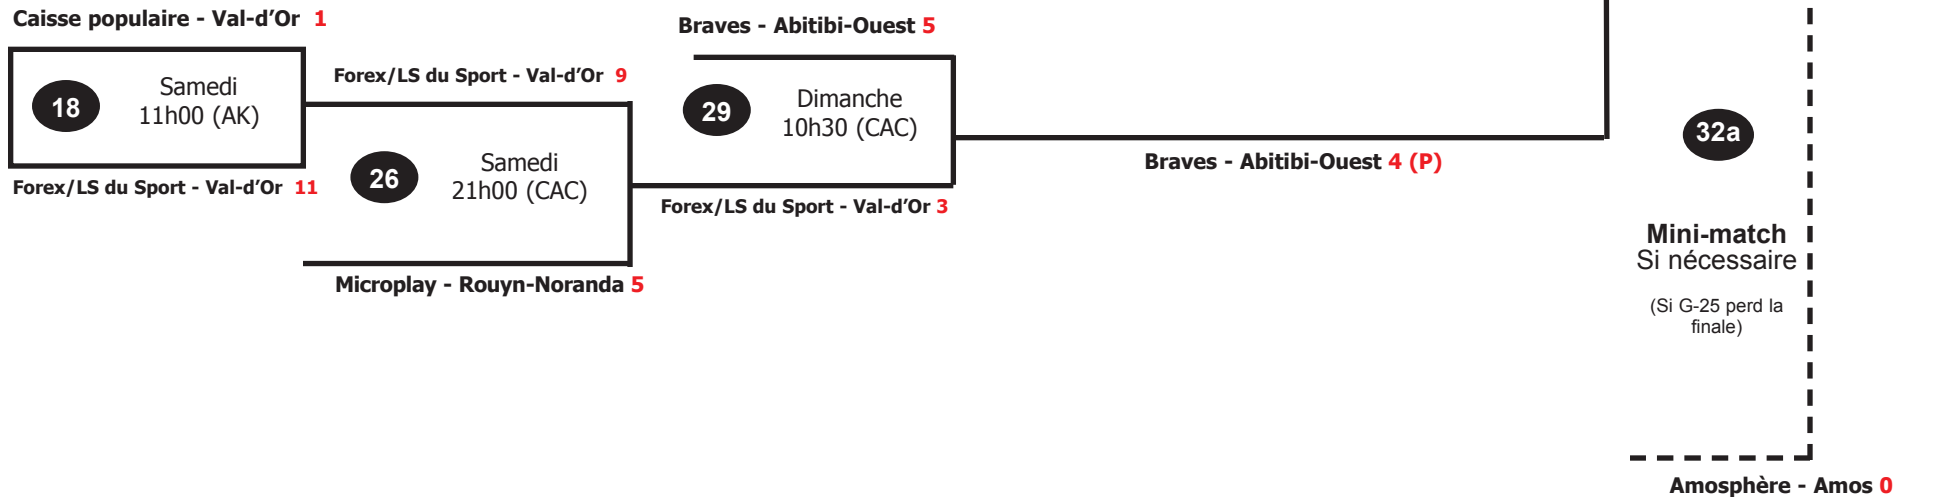 Caisse populaire - Val-d’Or 1
18
Samedi
11h00 (AK)
Forex/LS du Sport - Val-d’Or 11
Forex/LS du Sport - Val-d’Or 9
26
Samedi
21h00 (CAC)
Microplay - Rouyn-Noranda 5
Braves - Abitibi-Ouest 5
29
Dimanche
10h30 (CAC)
Forex/LS du Sport - Val-d’Or 3
Braves - Abitibi-Ouest 4 (P)
32a
Mini-match
Si nécessaire
(Si G-25 perd la
finale)
Amosphère - Amos 0